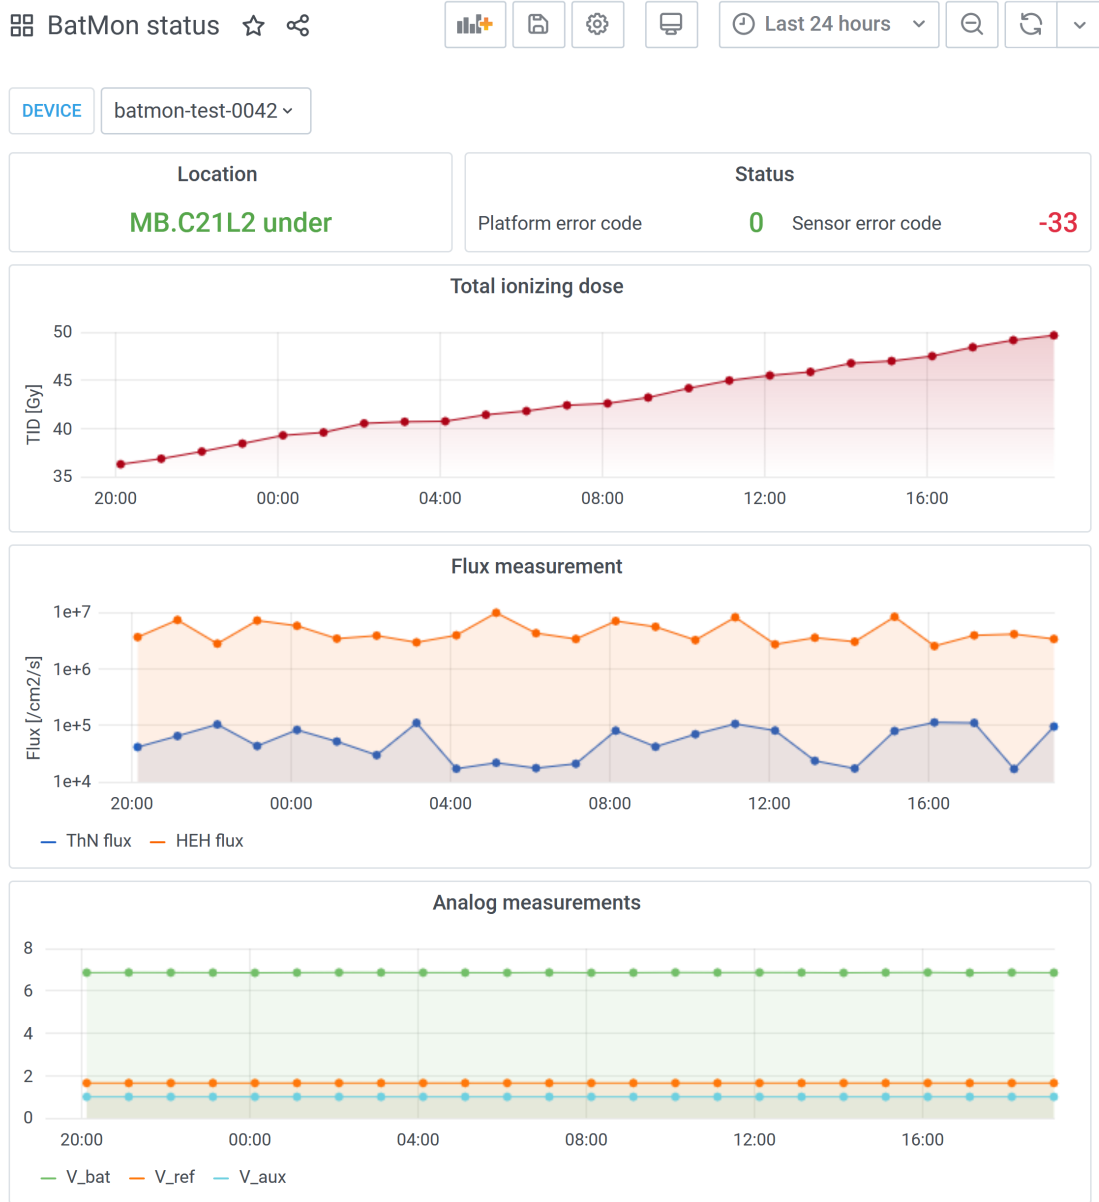 BatMon status
Last 24 hours
DEVICE batmon-test-0042
Location
MB.C21L2 under
Status
Platform error code 0 Sensor error code -33
Total ionizing dose
TID [Gy]
50
45
40
35
20:00 00:00 04:00 08:00 12:00 16:00
Flux measurement
Flux [/cm2/s]
1e+7
1e+6
1e+5
1e+4
20:00 00:00 04:00 08:00 12:00 16:00
ThN flux HEH flux
Analog measurements
8
6
4
2
0
20:00 00:00 04:00 08:00 12:00 16:00
V_bat V_ref V_aux